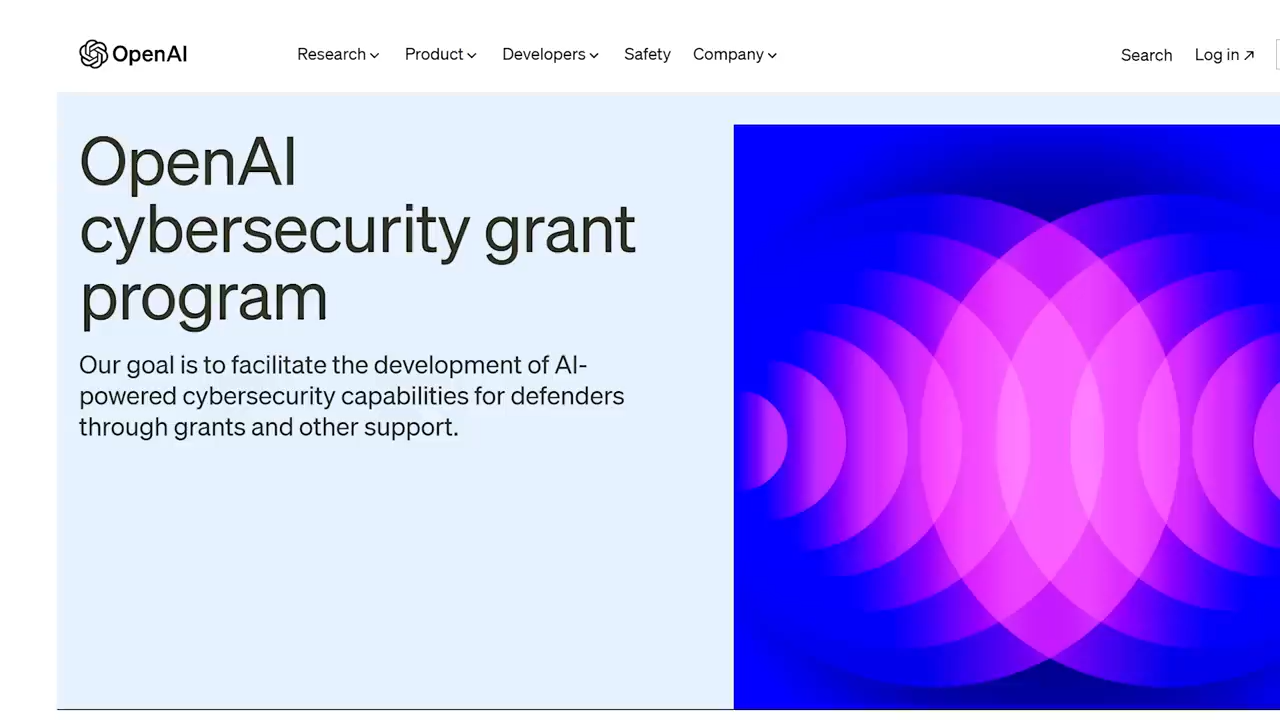 OpenAI
Research Product Developers Safety Company Search Log in
OpenAI
cybersecurity grant
program
Our goal is to facilitate the development of AI-
powered cybersecurity capabilities for defenders
through grants and other support.